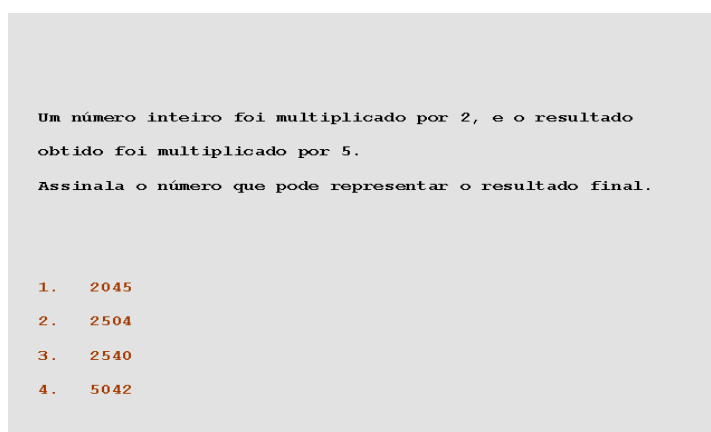 Um número inteiro foi multiplicado por 2, e o resultado
obtido foi multiplicado por 5.
Assinala o número que pode representar o resultado final.
1. 2045
2. 2504
3. 2540
4. 5042